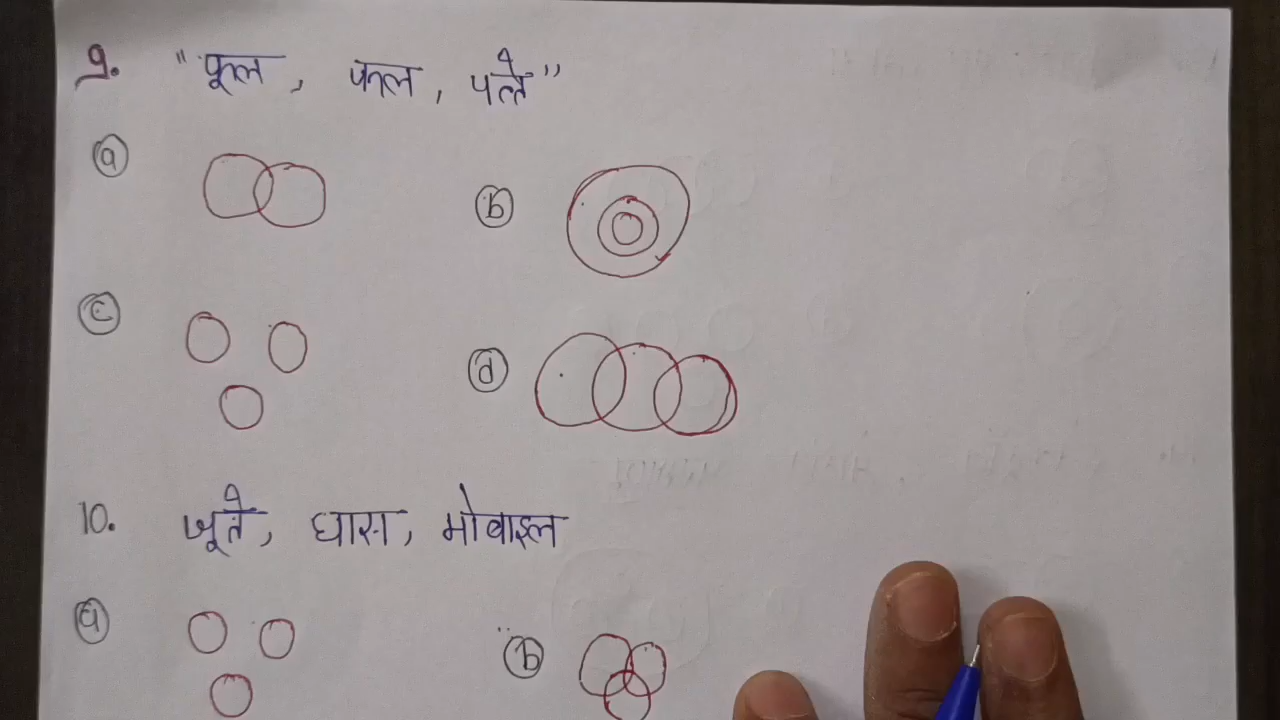 9. "फूल, फल, पत्ते"
a
b
c
d
10. जूते, घास, मोबाइल
a
b